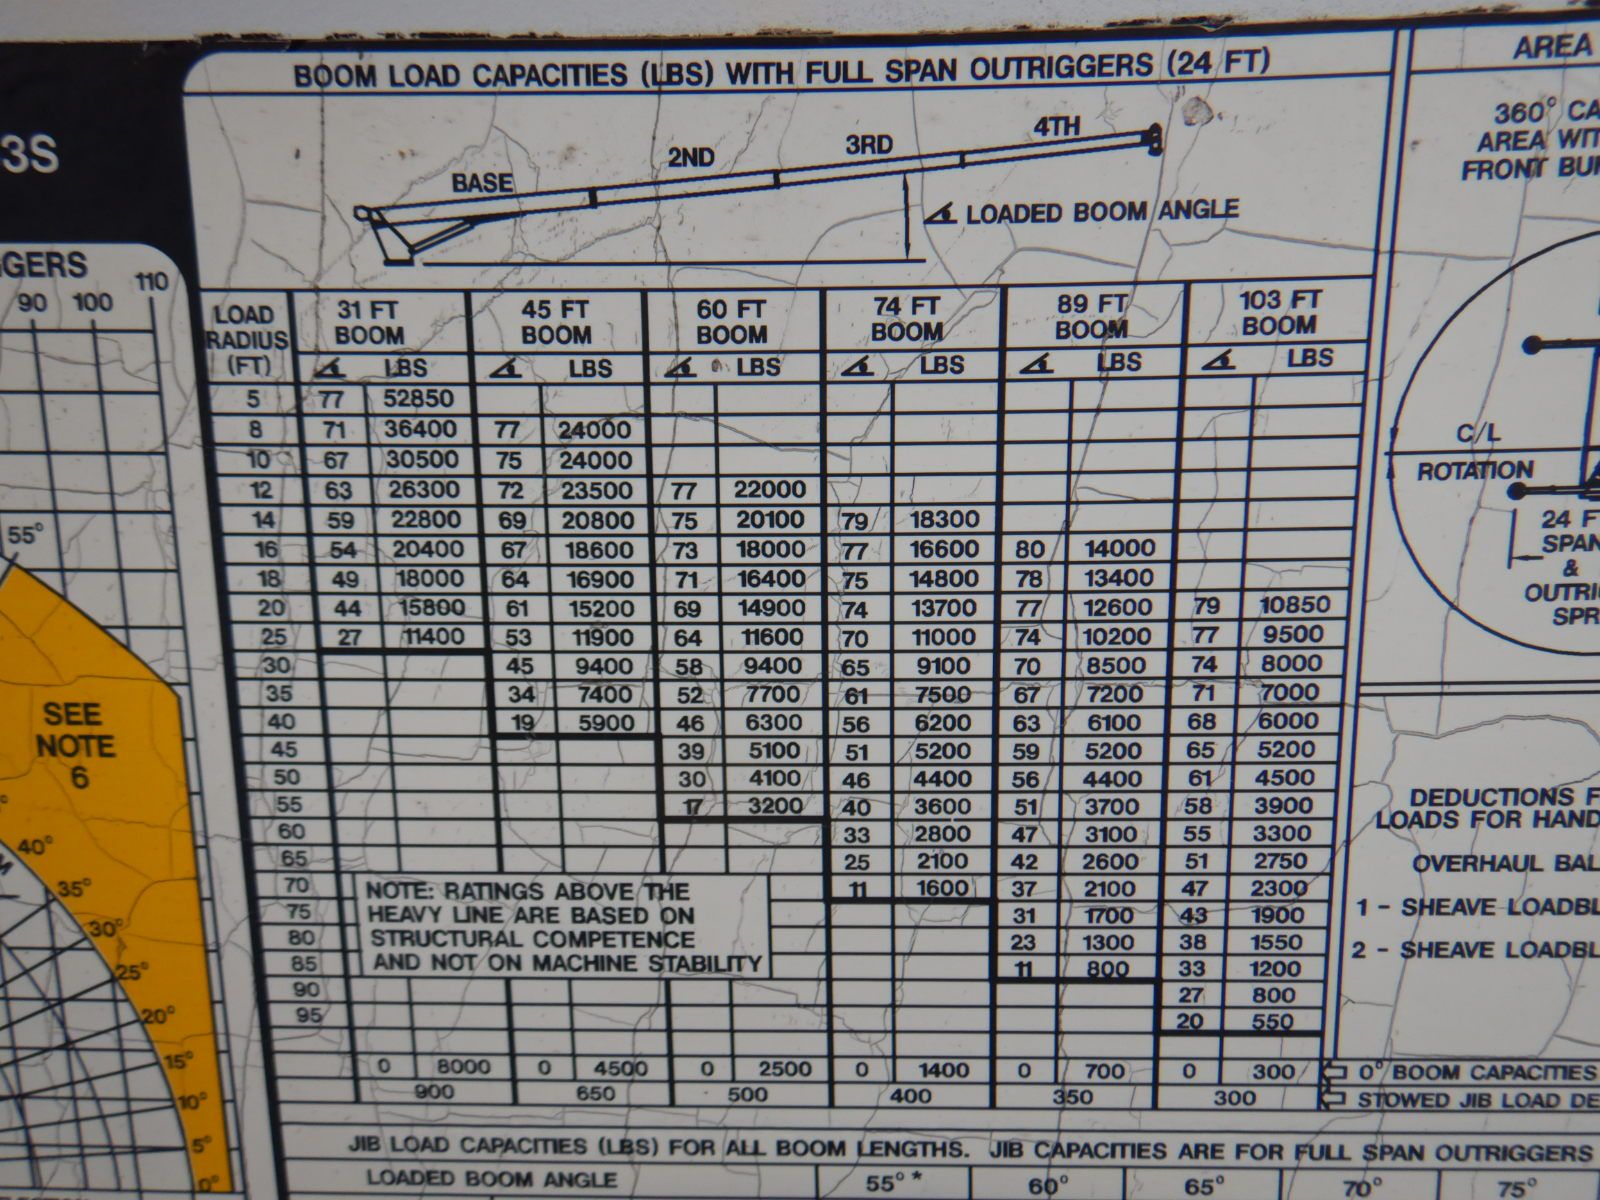 BOOM LOAD CAPACITIES (LBS) WITH FULL SPAN OUTRIGGERS (24 FT)
AREA
3S
360° CA
AREA WIT
FRONT BU
4TH
3RD
2ND
BASE
LOADED BOOM ANGLE
GGERS
90 100 110
LOAD RADIUS (FT) 31 FT BOOM 45 FT BOOM 60 FT BOOM 74 FT BOOM 89 FT BOOM 103 FT BOOM
LBS LBS LBS LBS LBS LBS
5 77 52850
8 71 36400 77 24000
10 67 30500 75 24000
12 63 26300 72 23500 77 22000
14 59 22800 69 20800 75 20100 79 18300
16 54 20400 67 18600 73 18000 77 16600 80 14000
18 49 18000 64 16900 71 16400 75 14800 78 13400
20 44 15800 61 15200 69 14900 74 13700 77 12600 79 10850
25 27 11400 53 11900 64 11600 70 11000 74 10200 77 9500
30 45 9400 58 9400 65 9100 70 8500 74 8000
35 34 7400 52 7700 61 7500 67 7200 71 7000
40 19 5900 46 6300 56 6200 63 6100 68 6000
45 39 5100 51 5200 59 5200 65 5200
50 30 4100 46 4400 56 4400 61 4500
55 17 3200 40 3600 51 3700 58 3900
60 33 2800 47 3100 55 3300
65 25 2100 42 2600 51 2750
70 11 1600 37 2100 47 2300
75 31 1700 43 1900
80 23 1300 38 1550
85 11 800 33 1200
90 27 800
95 20 550
NOTE: RATINGS ABOVE THE
HEAVY LINE ARE BASED ON
STRUCTURAL COMPETENCE
AND NOT ON MACHINE STABILITY
0 8000 0 4500 0 2500 0 1400 0 700 0 300 0° BOOM CAPACITIES
900 650 500 400 350 300 STOWED JIB LOAD DE
JIB LOAD CAPACITIES (LBS) FOR ALL BOOM LENGTHS. JIB CAPACITIES ARE FOR FULL SPAN OUTRIGGERS
LOADED BOOM ANGLE 55°* 60° 65° 70° 75°
C/L
ROTATION
24 F
SPAN
&
OUTRI
SPR
DEDUCTIONS F
LOADS FOR HAND
OVERHAUL BAL
1 - SHEAVE LOADBL
2 - SHEAVE LOADBL
55°
SEE
NOTE
6
40°
35°
30°
25°
20°
15°
10°
5°
0°